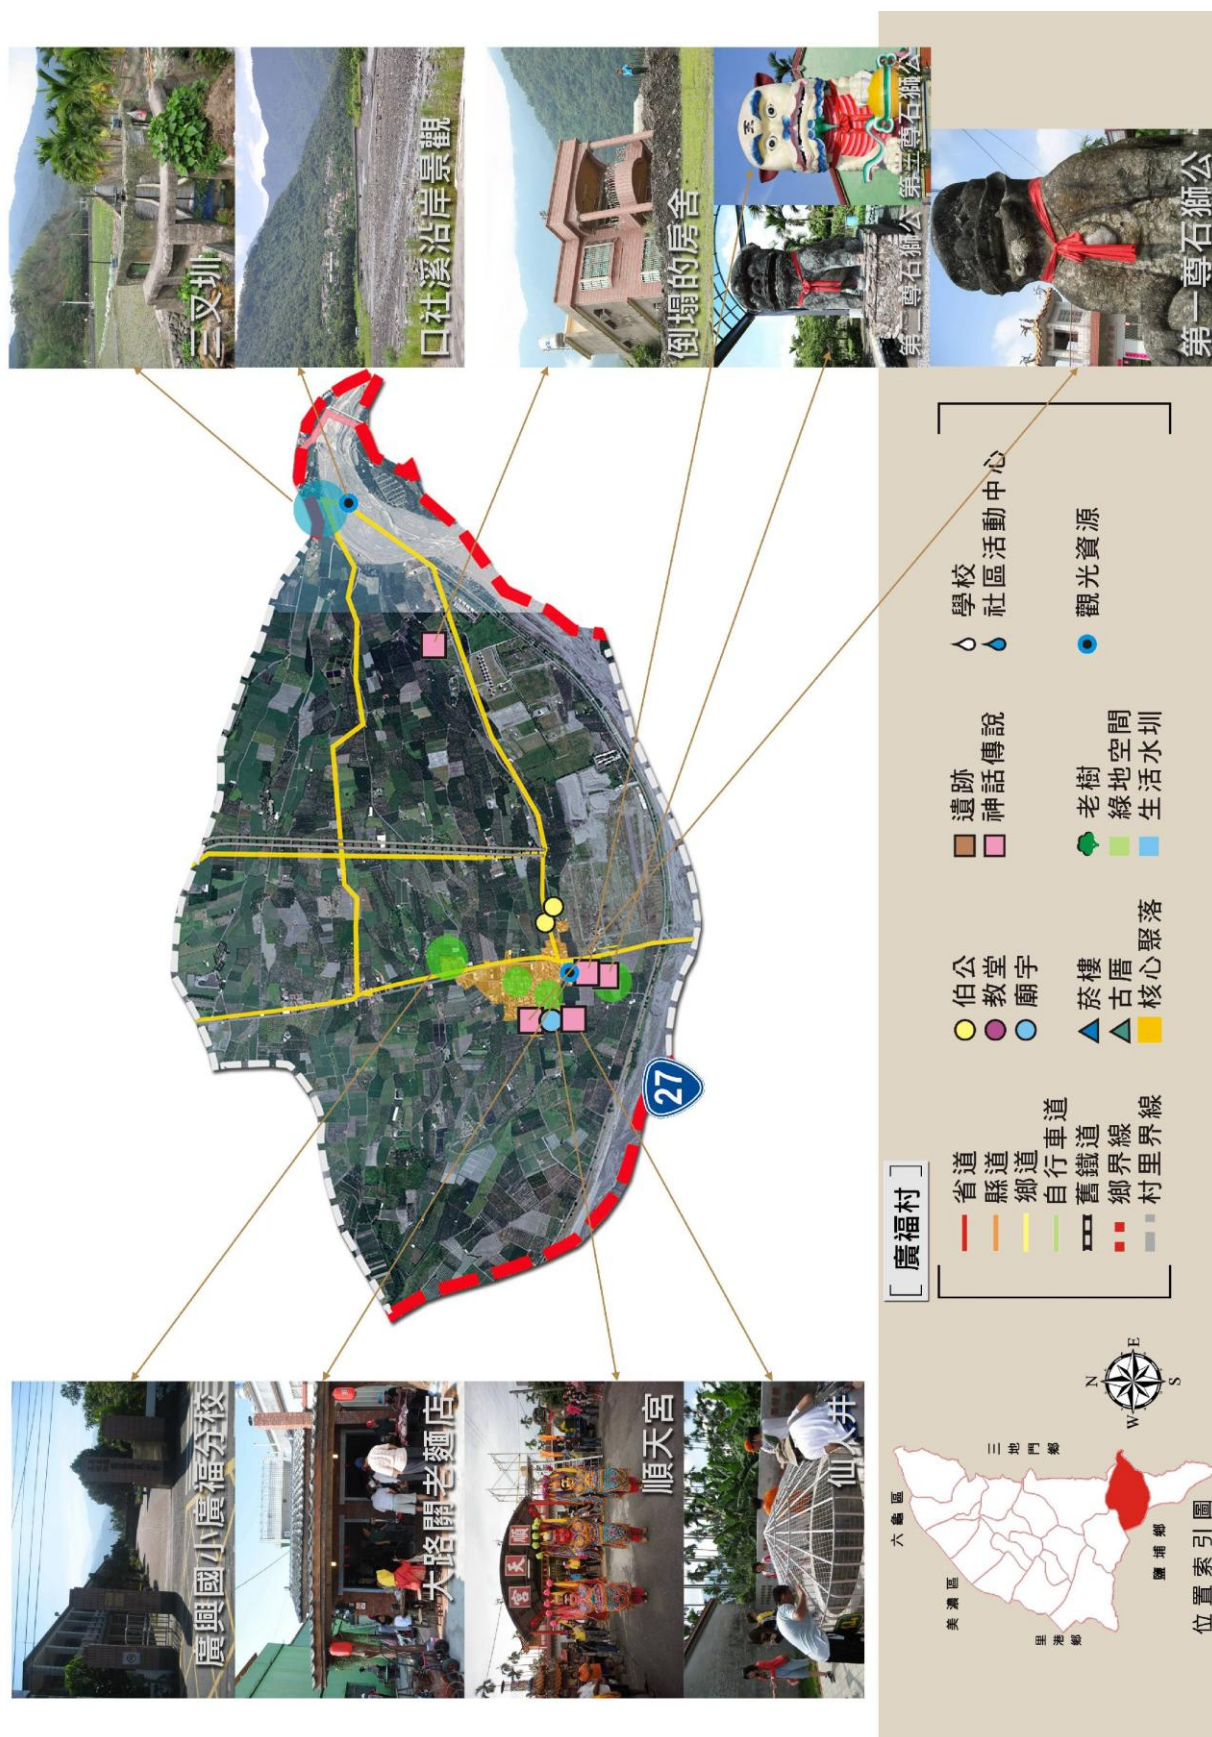 廣興國小廣福分校
大路關老麵店
順天宮
仙人井
二叉圳
口社溪沿岸景觀
倒塌的房舍
第二尊石獅公
第一尊石獅公
27
[ 廣福村 ]
省道
縣道
鄉道
自行車道
舊鐵道
鄉界線
村里界線
伯公
教堂
廟宇
菸樓
古厝
核心聚落
遺跡
神話傳說
老樹
綠地空間
生活水圳
學校
社區活動中心
觀光資源
N
E
S
W
六龜區
美濃區
里港鄉
鹽埔鄉
三地門鄉
位置索引圖